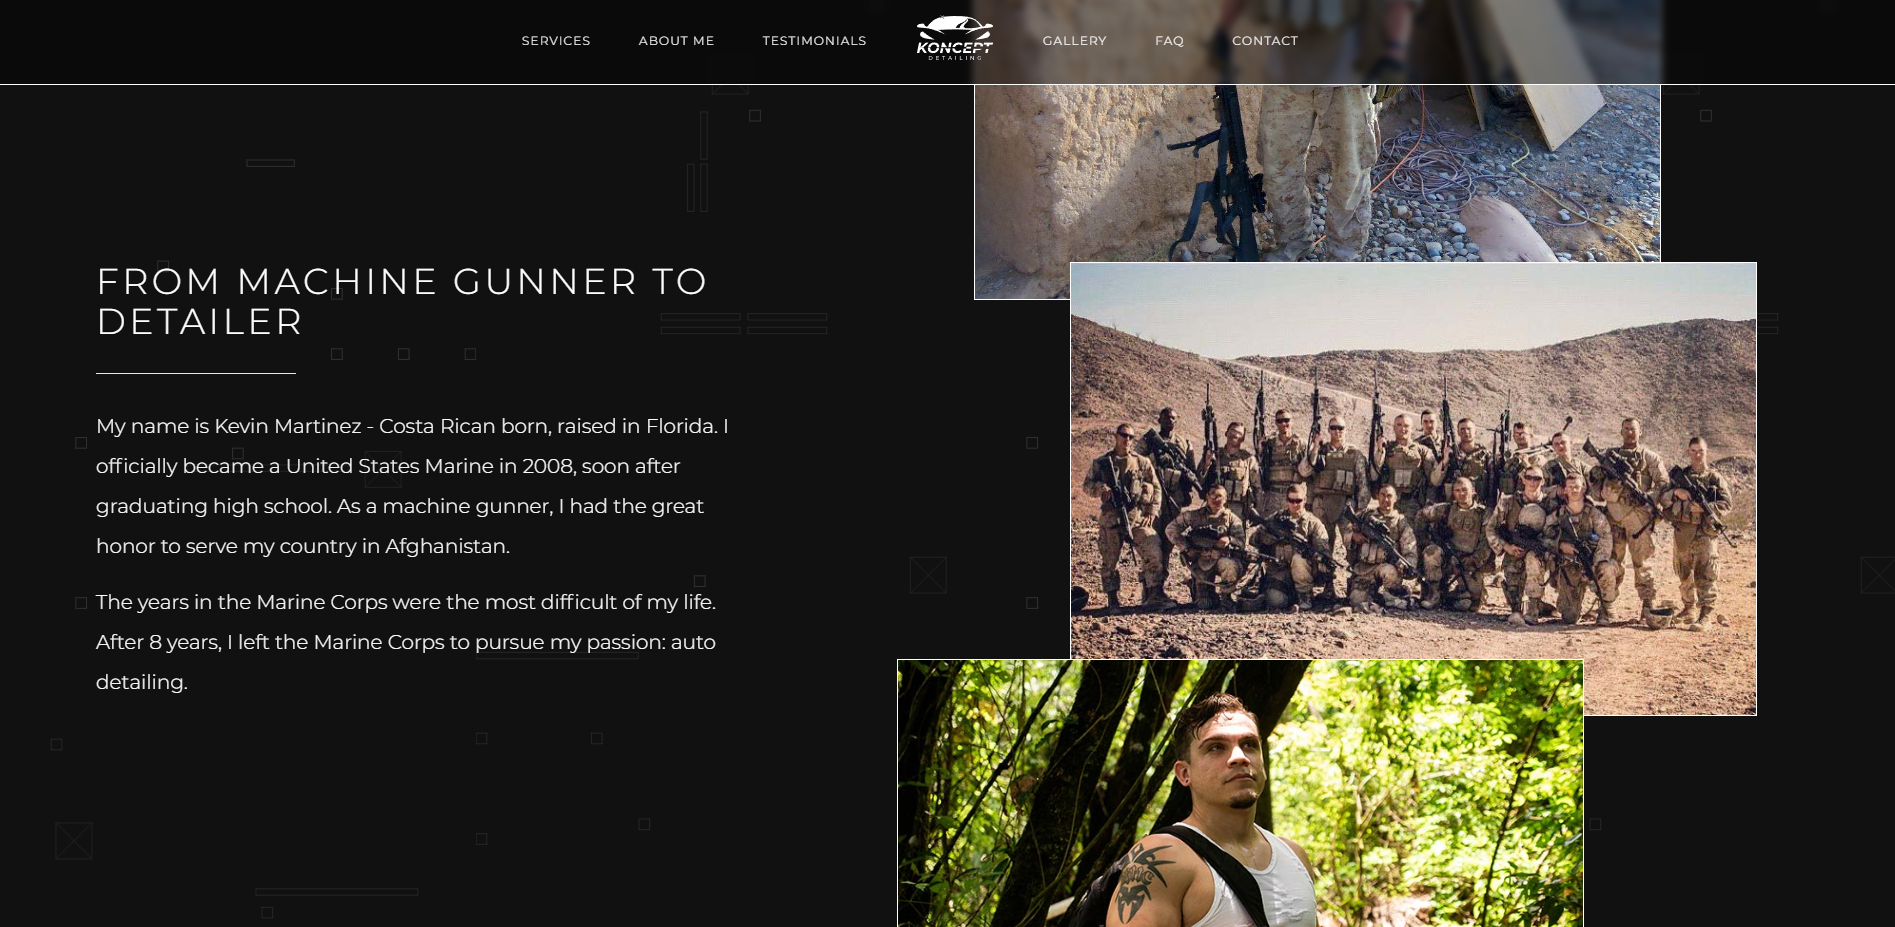 SERVICES
ABOUT ME
TESTIMONIALS
KONCEPT
DETAILING
GALLERY
FAQ
CONTACT
FROM MACHINE GUNNER TO
DETAILER
My name is Kevin Martinez - Costa Rican born, raised in Florida. I
officially became a United States Marine in 2008, soon after
graduating high school. As a machine gunner, I had the great
honor to serve my country in Afghanistan.
The years in the Marine Corps were the most difficult of my life.
After 8 years, I left the Marine Corps to pursue my passion: auto
detailing.